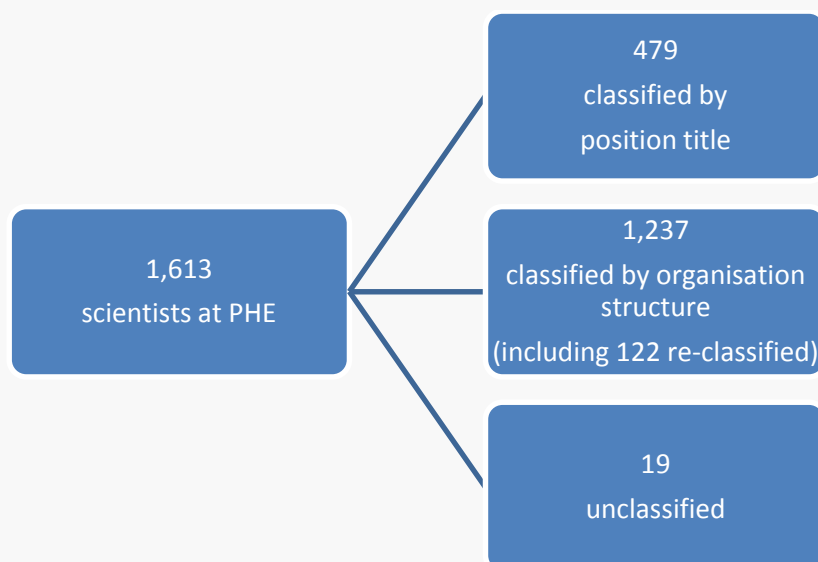 479
classified by
position title
1,613
scientists at PHE
1,237
classified by organisation
structure
(including 122 re-classified)
19
unclassified